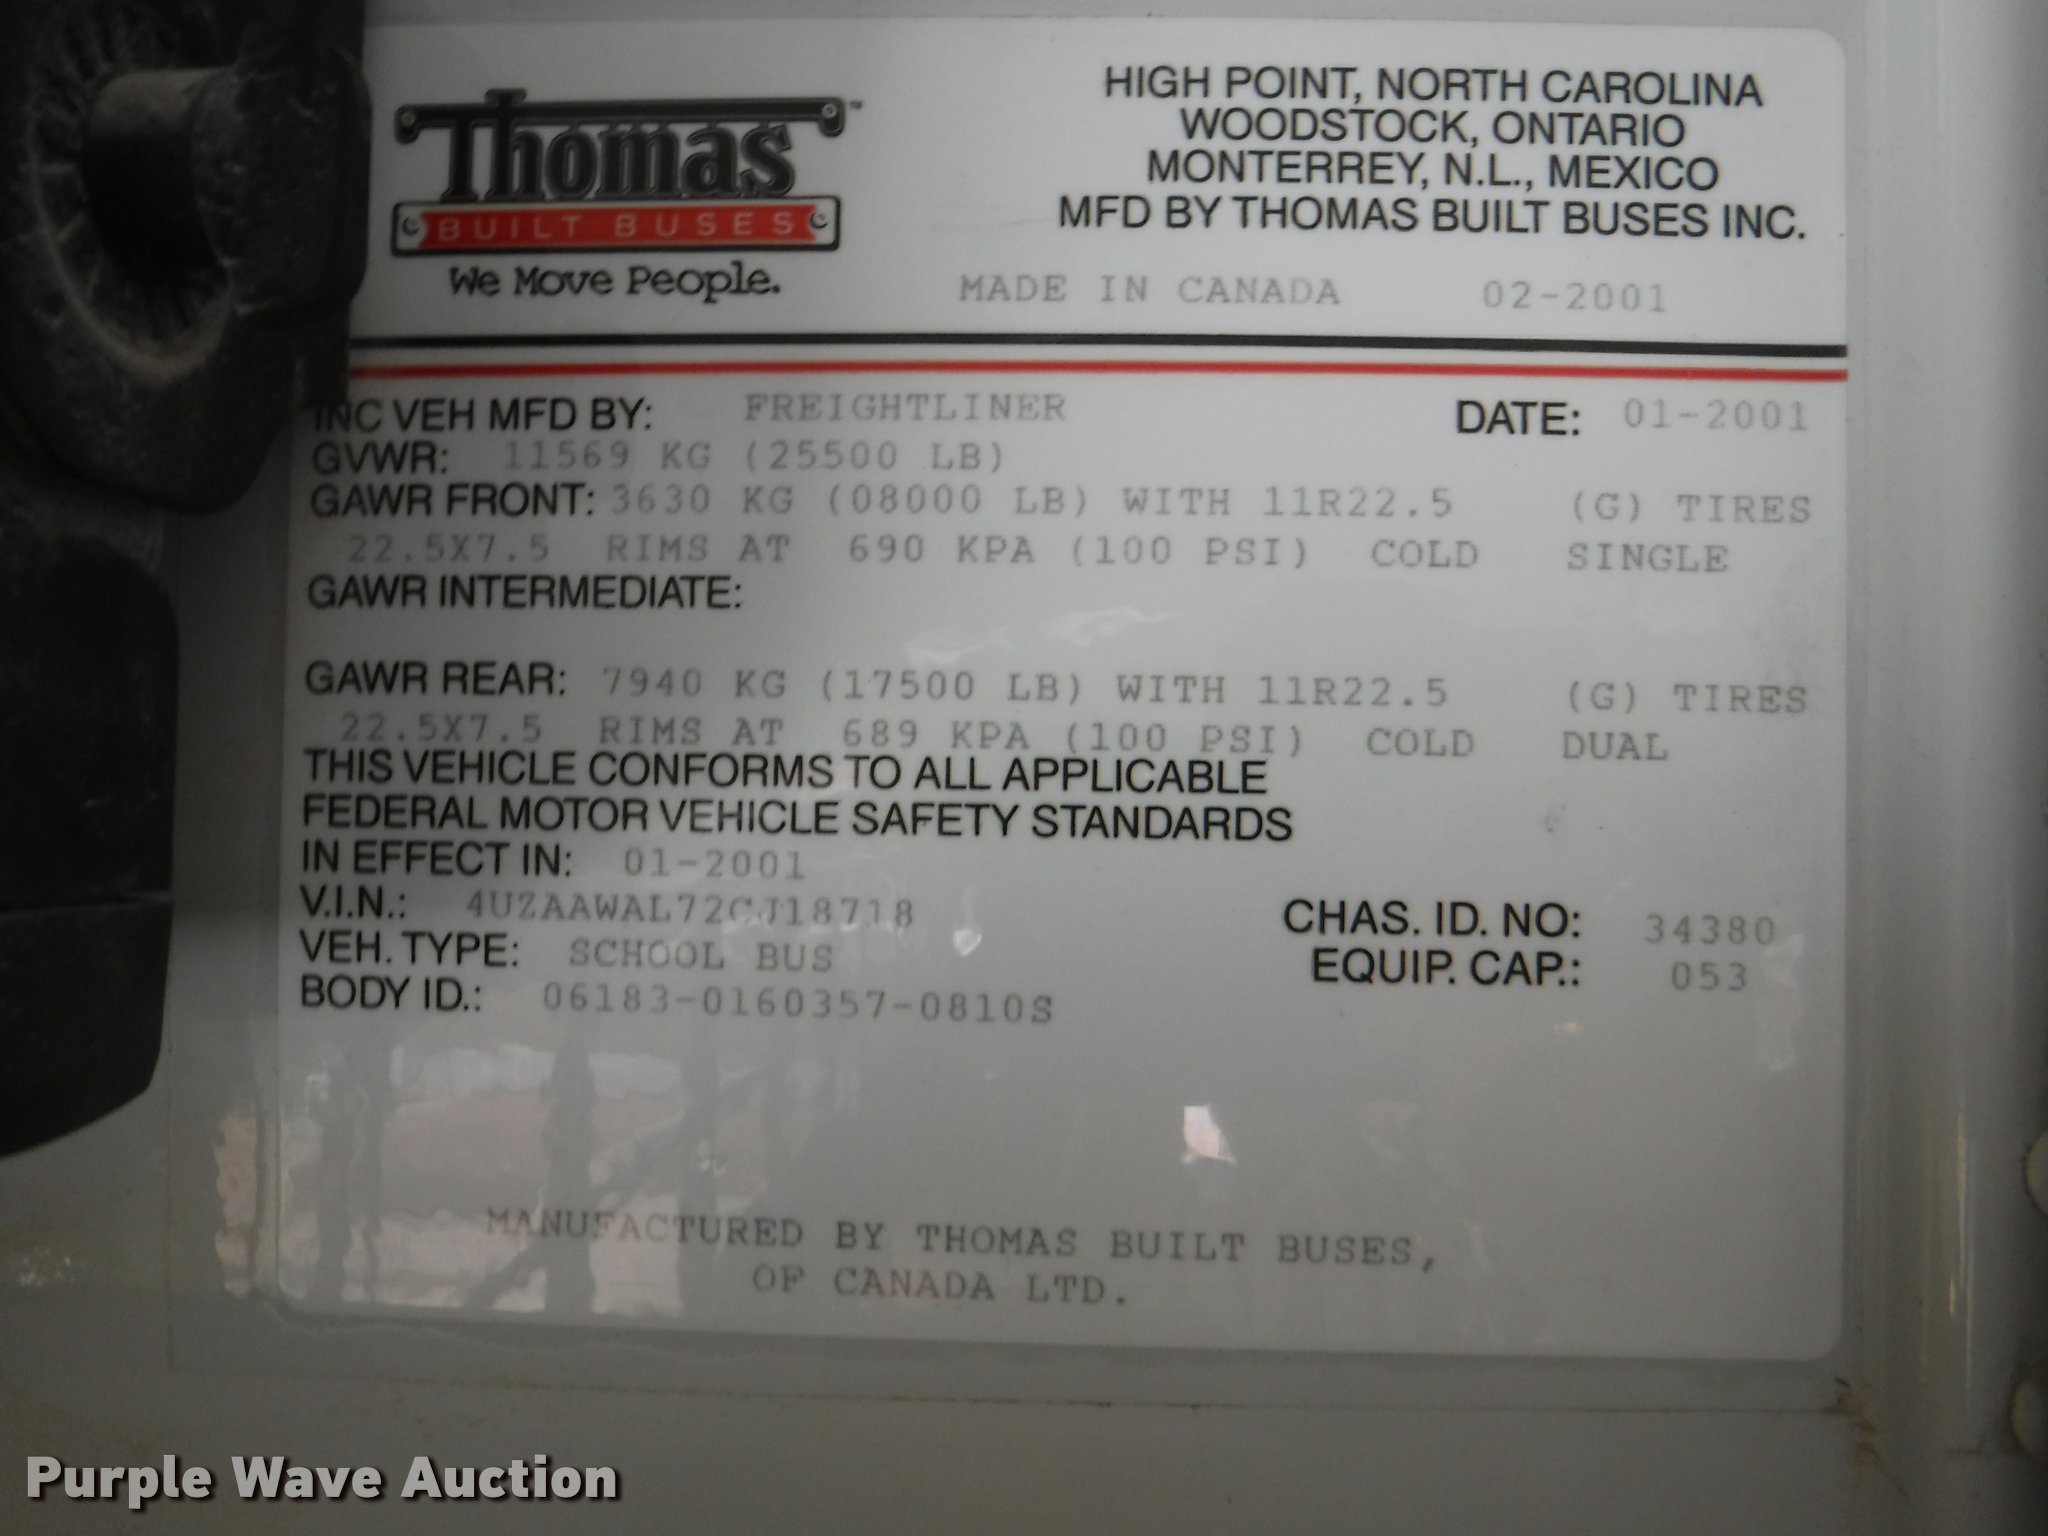 Thomas™
BUILT BUSES
We Move People.
HIGH POINT, NORTH CAROLINA
WOODSTOCK, ONTARIO
MONTERREY, N.L., MEXICO
MFD BY THOMAS BUILT BUSES INC.
MADE IN CANADA 02-2001
INC VEH MFD BY: FREIGHTLINER DATE: 01-2001
GVWR: 11569 KG (25500 LB)
GAWR FRONT: 3630 KG (08000 LB) WITH 11R22.5 (G) TIRES
22.5X7.5 RIMS AT 690 KPA (100 PSI) COLD SINGLE
GAWR INTERMEDIATE:
GAWR REAR: 7940 KG (17500 LB) WITH 11R22.5 (G) TIRES
22.5X7.5 RIMS AT 689 KPA (100 PSI) COLD DUAL
THIS VEHICLE CONFORMS TO ALL APPLICABLE
FEDERAL MOTOR VEHICLE SAFETY STANDARDS
IN EFFECT IN: 01-2001
V.I.N.: 4UZAAWAL72CJ18718 CHAS. ID. NO: 34380
VEH. TYPE: SCHOOL BUS EQUIP. CAP.: 053
BODY ID.: 06183-0160357-0810S
MANUFACTURED BY THOMAS BUILT BUSES,
OF CANADA LTD.
Purple Wave Auction